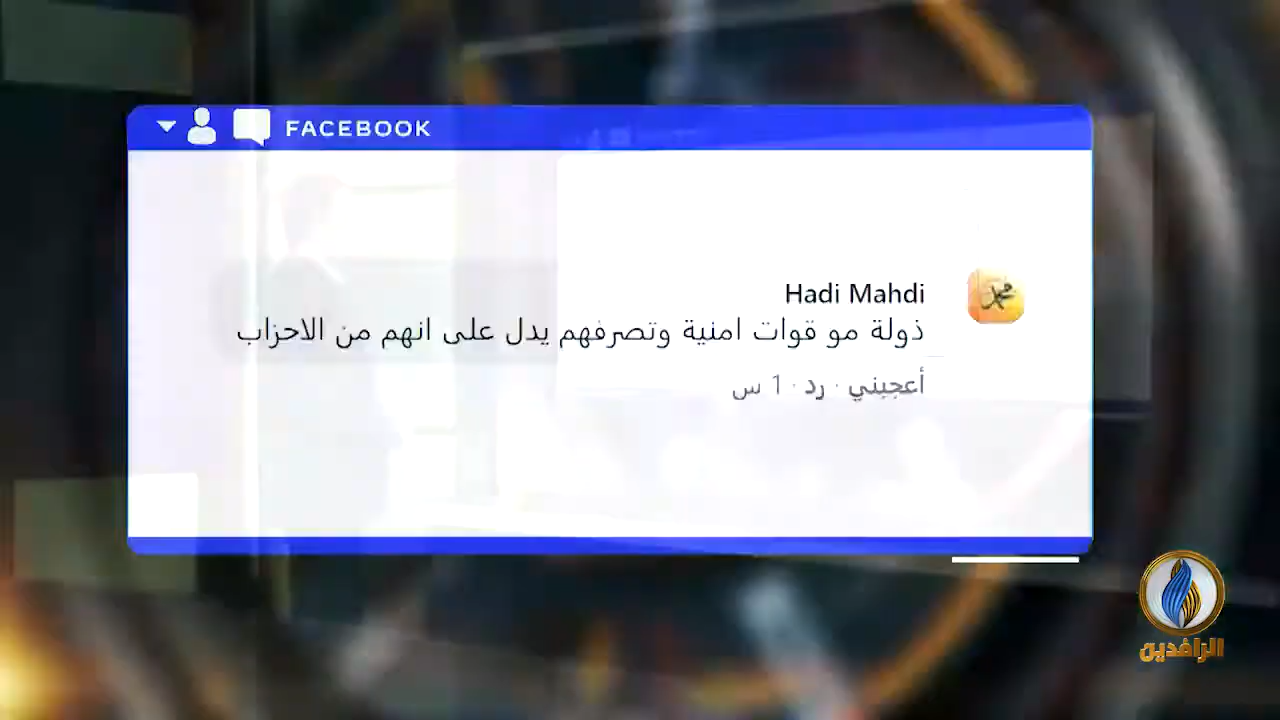 FACEBOOK
Hadi Mahdi
ذولة مو قوات امنية وتصرفهم يدل على انهم من الاحزاب
أعجبني · رد · 1 س
محمد
الرافدين